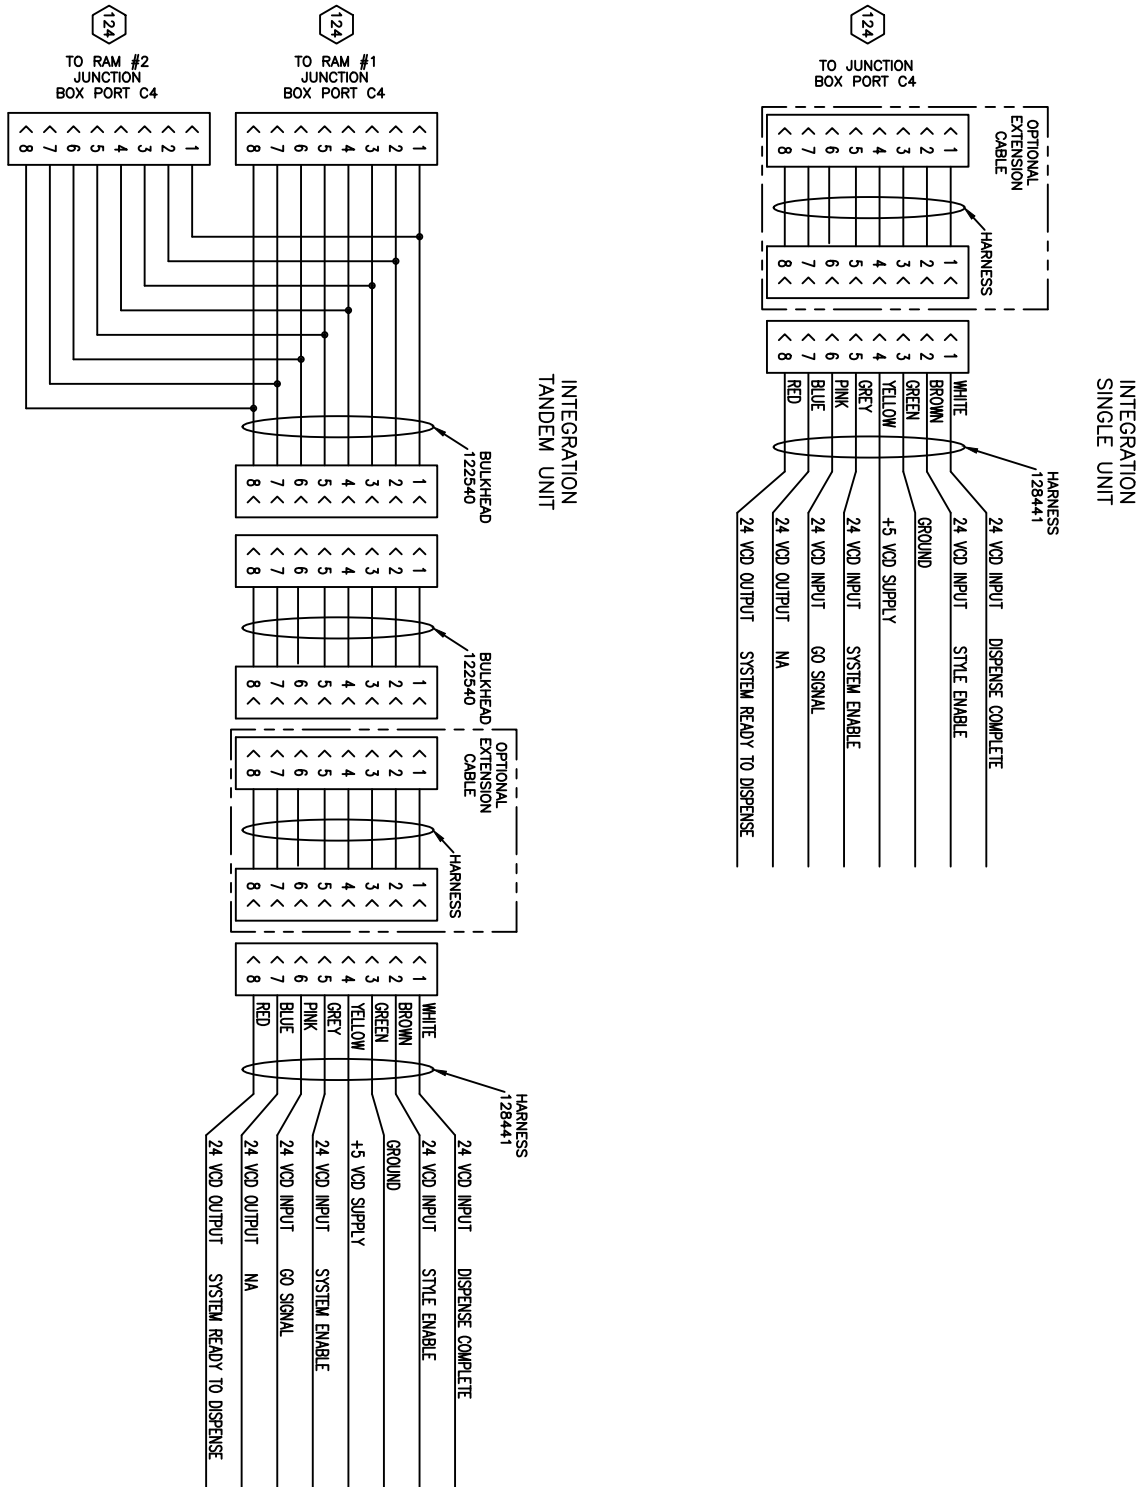 INTEGRATION
SINGLE UNIT
124
TO JUNCTION
BOX PORT C4
OPTIONAL
EXTENSION
CABLE
1
2
3
4
5
6
7
8
HARNESS
1
2
3
4
5
6
7
8
1
2
3
4
5
6
7
8
WHITE
BROWN
GREEN
YELLOW
GREY
PINK
BLUE
RED
HARNESS
128441
24 VCD INPUT DISPENSE COMPLETE
24 VCD INPUT STYLE ENABLE
GROUND
+5 VCD SUPPLY
24 VCD INPUT SYSTEM ENABLE
24 VCD INPUT GO SIGNAL
24 VCD OUTPUT NA
24 VCD OUTPUT SYSTEM READY TO DISPENSE
INTEGRATION
TANDEM UNIT
124
TO RAM #1
JUNCTION
BOX PORT C4
1
2
3
4
5
6
7
8
124
TO RAM #2
JUNCTION
BOX PORT C4
1
2
3
4
5
6
7
8
BULKHEAD
122540
1
2
3
4
5
6
7
8
1
2
3
4
5
6
7
8
BULKHEAD
122540
1
2
3
4
5
6
7
8
OPTIONAL
EXTENSION
CABLE
1
2
3
4
5
6
7
8
HARNESS
1
2
3
4
5
6
7
8
1
2
3
4
5
6
7
8
WHITE
BROWN
GREEN
YELLOW
GREY
PINK
BLUE
RED
HARNESS
128441
24 VCD INPUT DISPENSE COMPLETE
24 VCD INPUT STYLE ENABLE
GROUND
+5 VCD SUPPLY
24 VCD INPUT SYSTEM ENABLE
24 VCD INPUT GO SIGNAL
24 VCD OUTPUT NA
24 VCD OUTPUT SYSTEM READY TO DISPENSE